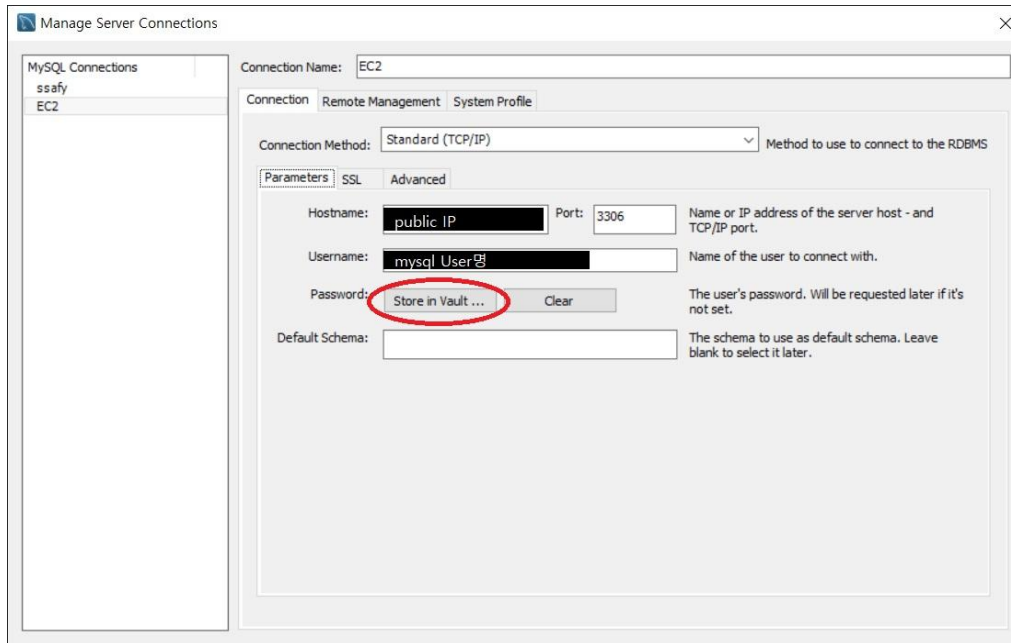 Manage Server Connections
MySQL Connections
ssafy
EC2
Connection Name: EC2
Connection Remote Management System Profile
Connection Method: Standard (TCP/IP) Method to use to connect to the RDBMS
Parameters SSL Advanced
Hostname: public IP Port: 3306 Name or IP address of the server host - and
TCP/IP port.
Username: mysql User명 Name of the user to connect with.
Password: Store in Vault ... Clear The user's password. Will be requested later if it's
not set.
Default Schema: The schema to use as default schema. Leave
blank to select it later.